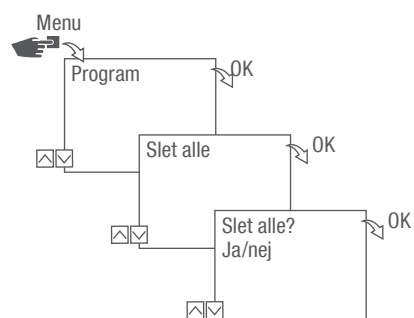 Menu
Program
OK
Slet alle
OK
Slet alle?
Ja/nej
OK